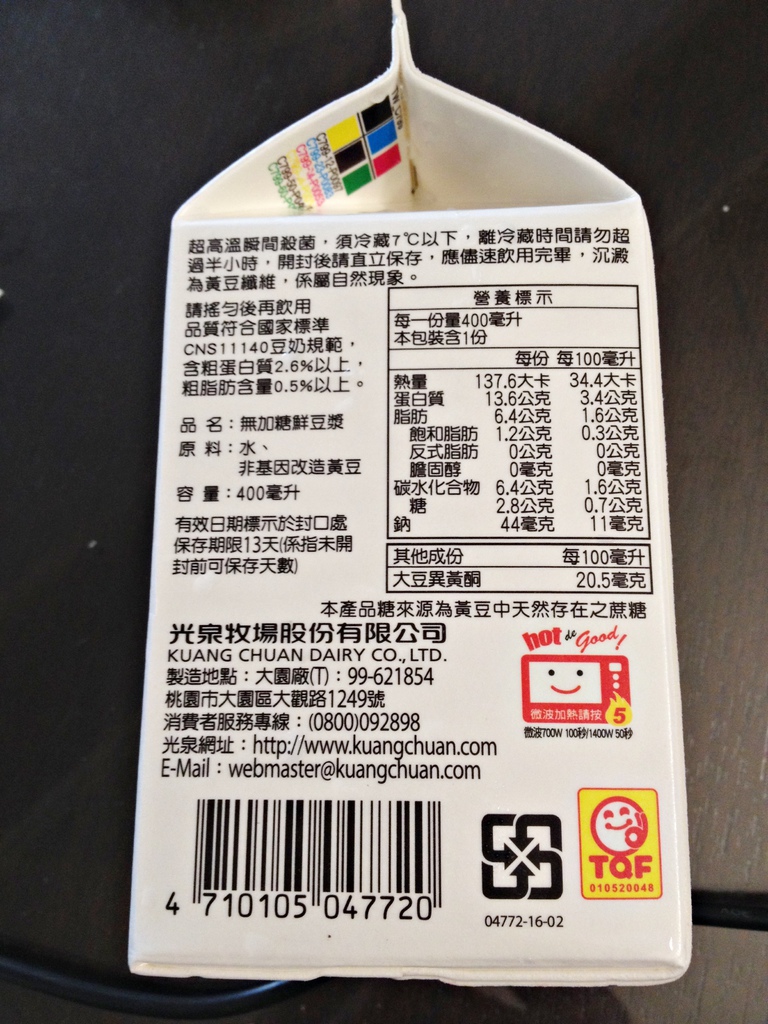 超高溫瞬間殺菌，須冷藏7℃以下，離冷藏時間請勿超
過半小時，開封後請直立保存，應儘速飲用完畢，沉澱
為黃豆纖維，係屬自然現象。
請搖勻後再飲用
品質符合國家標準
CNS11140豆奶規範，
含粗蛋白質2.6%以上，
粗脂肪含量0.5%以上。
品 名：無加糖鮮豆漿
原 料：水、
非基因改造黃豆
容 量：400毫升
有效日期標示於封口處
保存期限13天(係指未開
封前可保存天數)
營養標示
每一份量400毫升
本包裝含1份
每份 每100毫升
熱量 137.6大卡 34.4大卡
蛋白質 13.6公克 3.4公克
脂肪 6.4公克 1.6公克
飽和脂肪 1.2公克 0.3公克
反式脂肪 0公克 0公克
膽固醇 0毫克 0毫克
碳水化合物 6.4公克 1.6公克
糖 2.8公克 0.7公克
鈉 44毫克 11毫克
其他成份 每100毫升
大豆異黃酮 20.5毫克
本產品糖來源為黃豆中天然存在之蔗糖
光泉牧場股份有限公司
KUANG CHUAN DAIRY CO.,LTD.
製造地點：大園廠(T)：99-621854
桃園市大園區大觀路1249號
消費者服務專線：(0800)092898
光泉網址：http://www.kuangchuan.com
E-Mail：webmaster@kuangchuan.com
hot de Good!
微波加熱請按 5
微波700W 100秒/1400W 50秒
4 710105 047720
04772-16-02
TQF
010520048